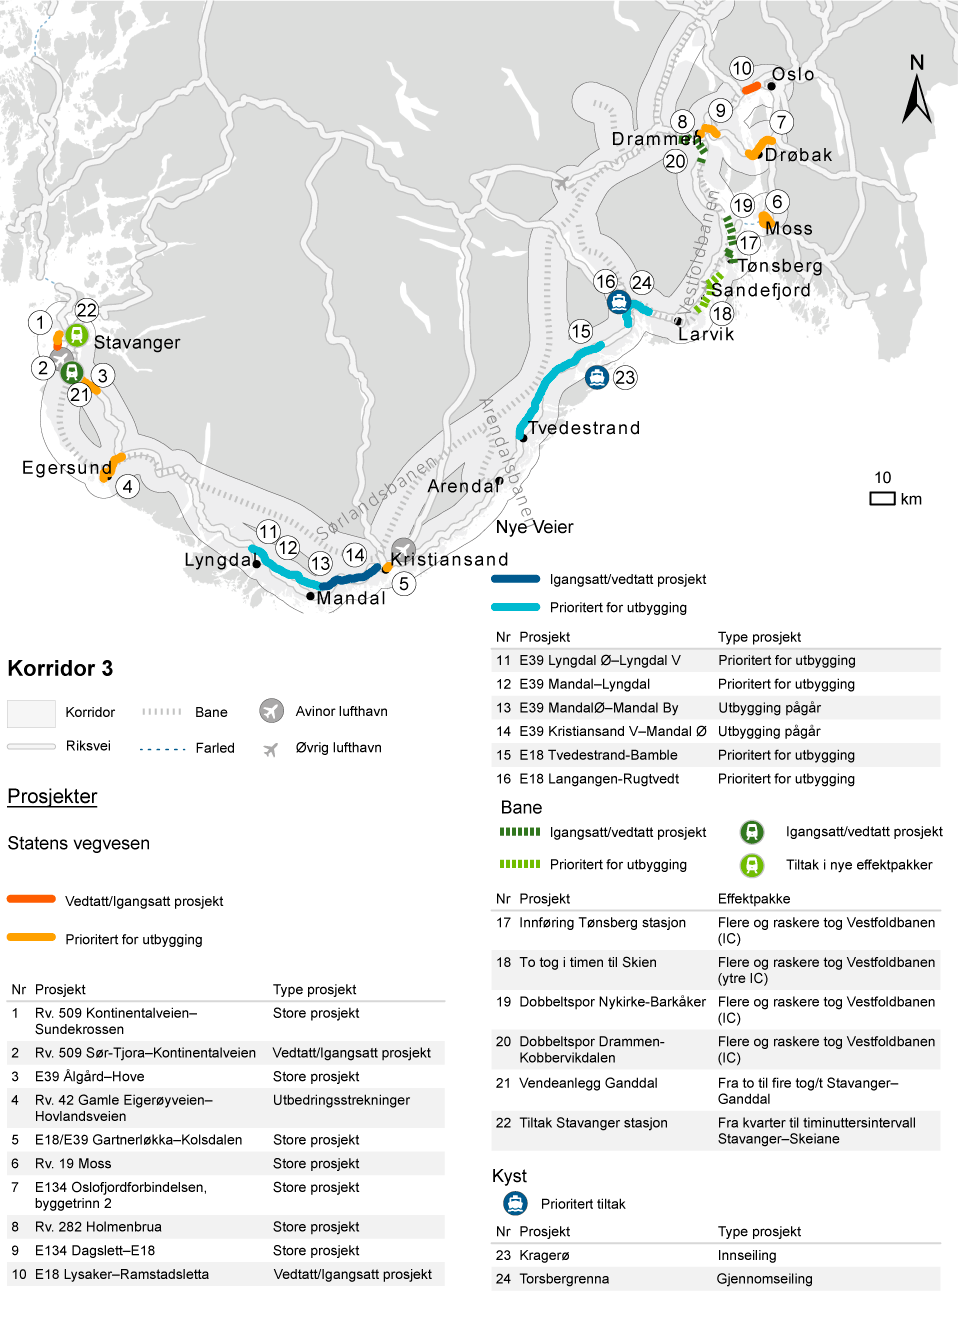 N
10
Oslo
9
8
7
Drammen
20
Drøbak
19
6
Moss
17
Tønsberg
Vestfoldbanen
16
24
Sandefjord
18
Larvik
15
22
1
Stavanger
2
3
21
23
Tvedestrand
Arendalsbanen
Egersund
4
Arendal
Sørlandsbanen
10
km
Nye Veier
11
12
13
14
Lyngdal
Kristiansand
5
Mandal
Igangsatt/vedtatt prosjekt
Prioritert for utbygging
Nr Prosjekt Type prosjekt
11 E39 Lyngdal Ø–Lyngdal V Prioritert for utbygging
12 E39 Mandal–Lyngdal Prioritert for utbygging
13 E39 MandalØ–Mandal By Utbygging pågår
14 E39 Kristiansand V–Mandal Ø Utbygging pågår
15 E18 Tvedestrand-Bamble Prioritert for utbygging
16 E18 Langangen-Rugtvedt Prioritert for utbygging
Korridor 3
Korridor Bane Avinor lufthavn
Riksvei Farled Øvrig lufthavn
Prosjekter
Statens vegvesen
Vedtatt/Igangsatt prosjekt
Prioritert for utbygging
Nr Prosjekt Type prosjekt
1 Rv. 509 Kontinentalveien– Store prosjekt
Sundekrossen
2 Rv. 509 Sør-Tjora–Kontinentalveien Vedtatt/Igangsatt prosjekt
3 E39 Ålgård–Hove Store prosjekt
4 Rv. 42 Gamle Eigerøyveien– Utbedringsstrekninger
Hovlandsveien
5 E18/E39 Gartnerløkka–Kolsdalen Store prosjekt
6 Rv. 19 Moss Store prosjekt
7 E134 Oslofjordforbindelsen, Store prosjekt
byggetrinn 2
8 Rv. 282 Holmenbrua Store prosjekt
9 E134 Dagslett–E18 Store prosjekt
10 E18 Lysaker–Ramstadsletta Vedtatt/Igangsatt prosjekt
Bane
Igangsatt/vedtatt prosjekt Igangsatt/vedtatt prosjekt
Prioritert for utbygging Tiltak i nye effektpakker
Nr Prosjekt Effektpakke
17 Innføring Tønsberg stasjon Flere og raskere tog Vestfoldbanen
(IC)
18 To tog i timen til Skien Flere og raskere tog Vestfoldbanen
(ytre IC)
19 Dobbeltspor Nykirke-Barkåker Flere og raskere tog Vestfoldbanen
(IC)
20 Dobbeltspor Drammen- Flere og raskere tog Vestfoldbanen
Kobbervikdalen (IC)
21 Vendeanlegg Ganddal Fra to til fire tog/t Stavanger–
Ganddal
22 Tiltak Stavanger stasjon Fra kvarter til timinuttersintervall
Stavanger–Skeiane
Kyst
Prioritert tiltak
Nr Prosjekt Type prosjekt
23 Kragerø Innseiling
24 Torsbergrenna Gjennomseiling